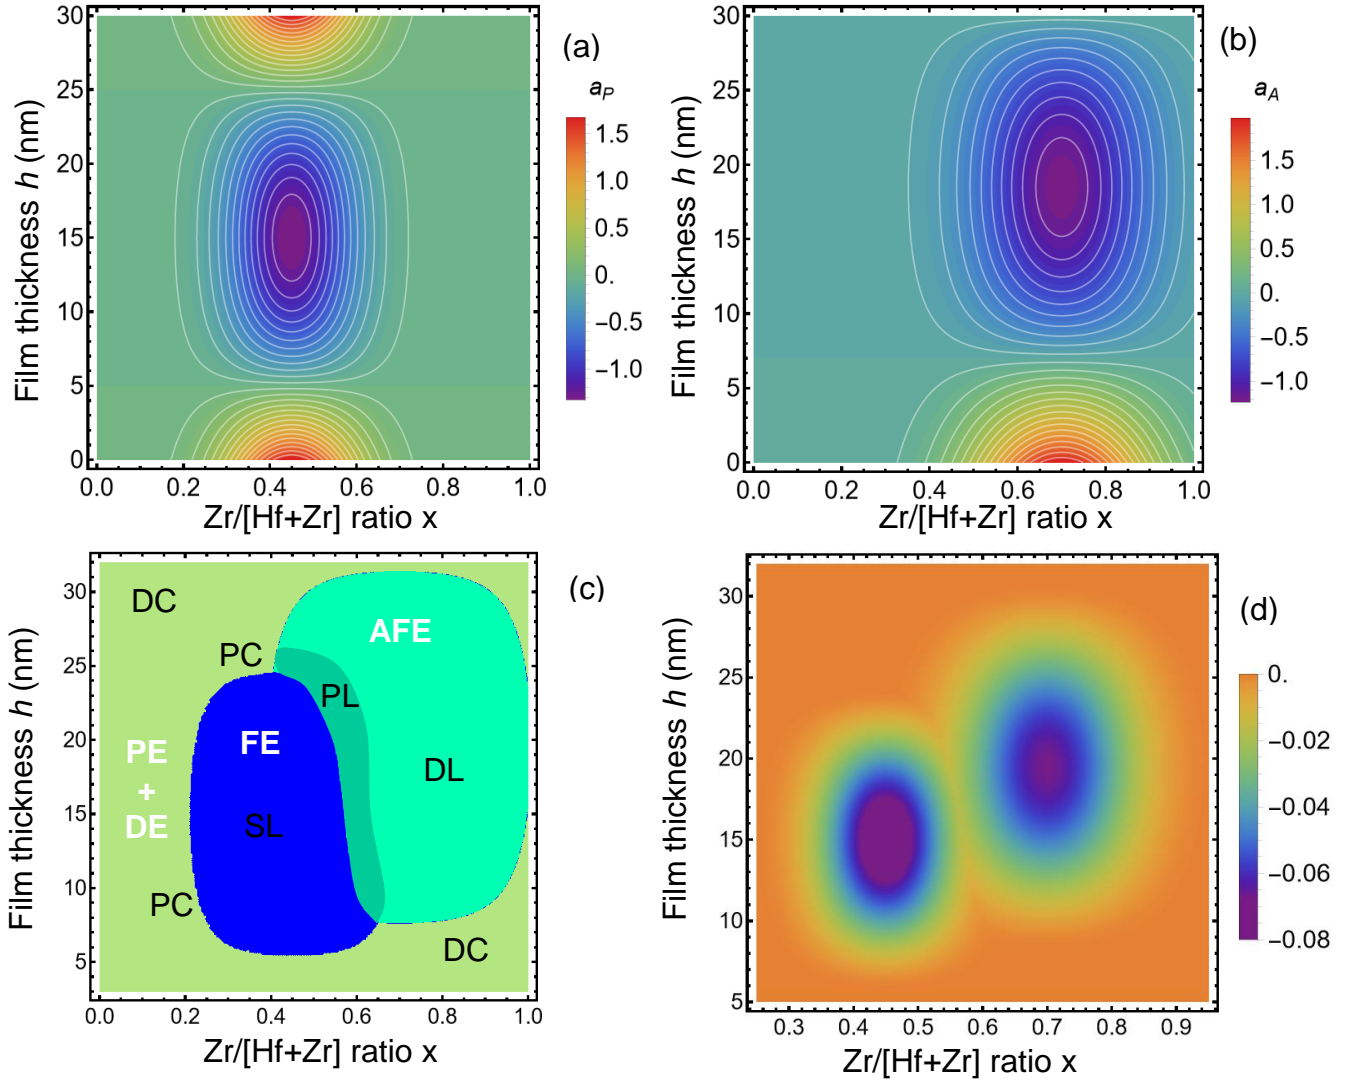 (a)
Film thickness h (nm)
30
25
20
15
10
5
0
0.0 0.2 0.4 0.6 0.8 1.0
Zr/[Hf+Zr] ratio x
aP
1.5
1.0
0.5
0.
−0.5
−1.0
(b)
Film thickness h (nm)
30
25
20
15
10
5
0
0.0 0.2 0.4 0.6 0.8 1.0
Zr/[Hf+Zr] ratio x
aA
1.5
1.0
0.5
0.
−0.5
−1.0
(c)
Film thickness h (nm)
30
25
20
15
10
5
DC
AFE
PC
PL
FE
PE
+
DE
DL
SL
PC
DC
0.0 0.2 0.4 0.6 0.8 1.0
Zr/[Hf+Zr] ratio x
(d)
Film thickness h (nm)
30
25
20
15
10
5
0.3 0.4 0.5 0.6 0.7 0.8 0.9
Zr/[Hf+Zr] ratio x
0.
−0.02
−0.04
−0.06
−0.08